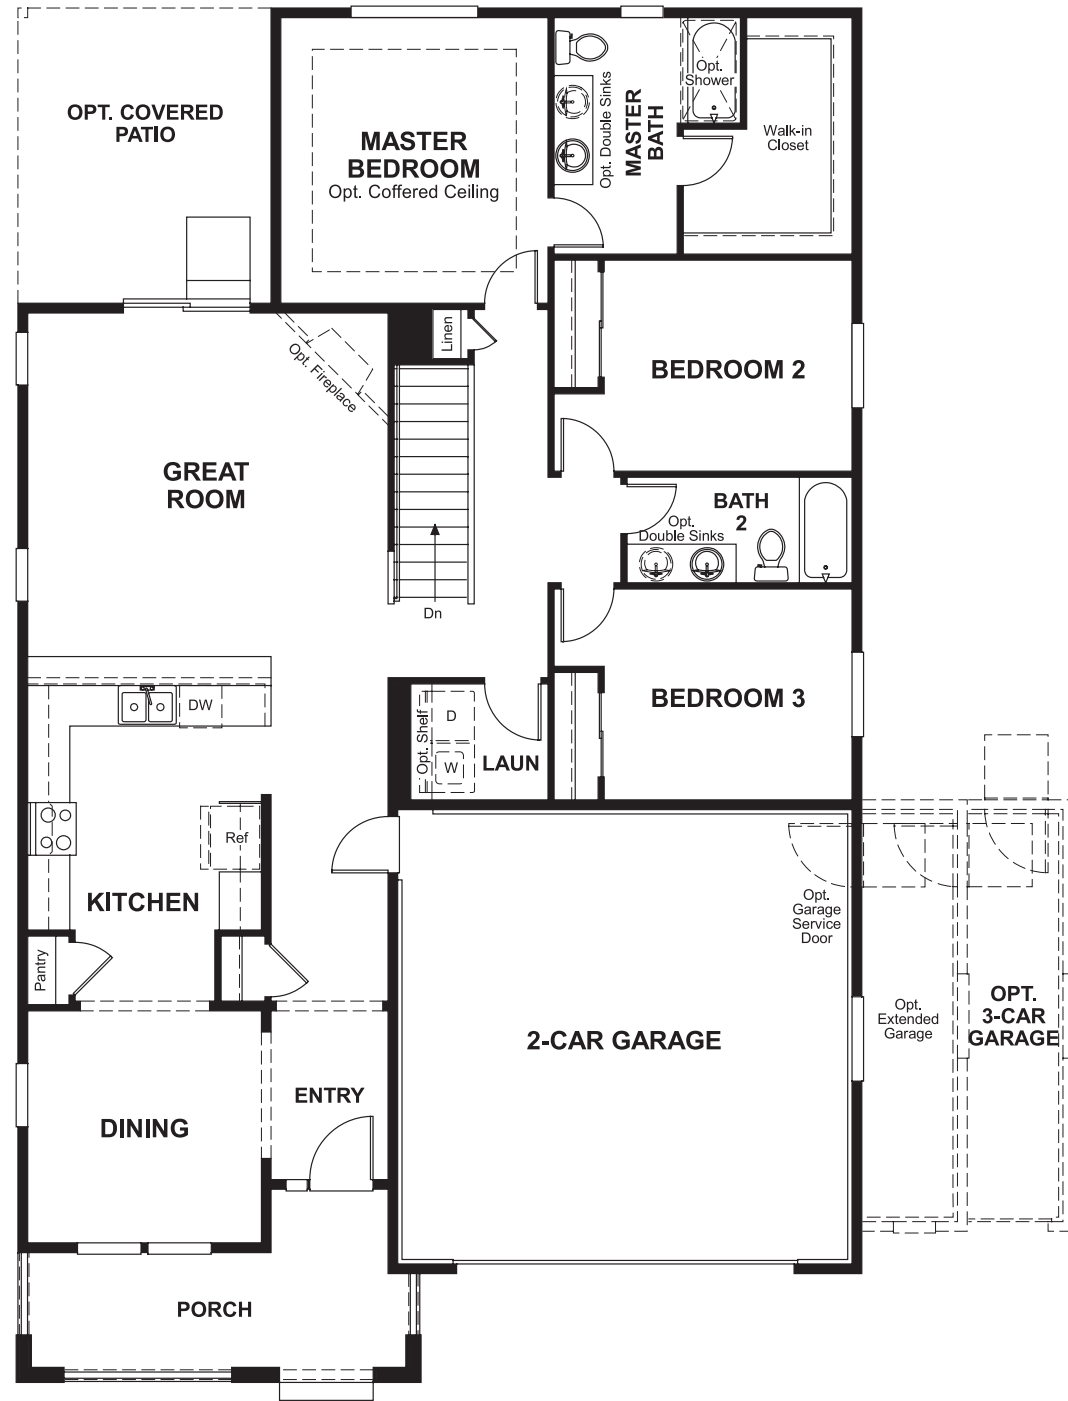 OPT. COVERED
PATIO
MASTER
BEDROOM
Opt. Coffered Ceiling
Opt. Double Sinks
MASTER
BATH
Opt.
Shower
Walk-in
Closet
Linen
Opt. Fireplace
BEDROOM 2
GREAT
ROOM
BATH
2
Opt.
Double Sinks
Dn
BEDROOM 3
DW
Opt. Shelf
D
W
LAUN
Ref
KITCHEN
Pantry
Opt.
Garage
Service
Door
2-CAR GARAGE
Opt.
Extended
Garage
OPT.
3-CAR
GARAGE
ENTRY
DINING
PORCH